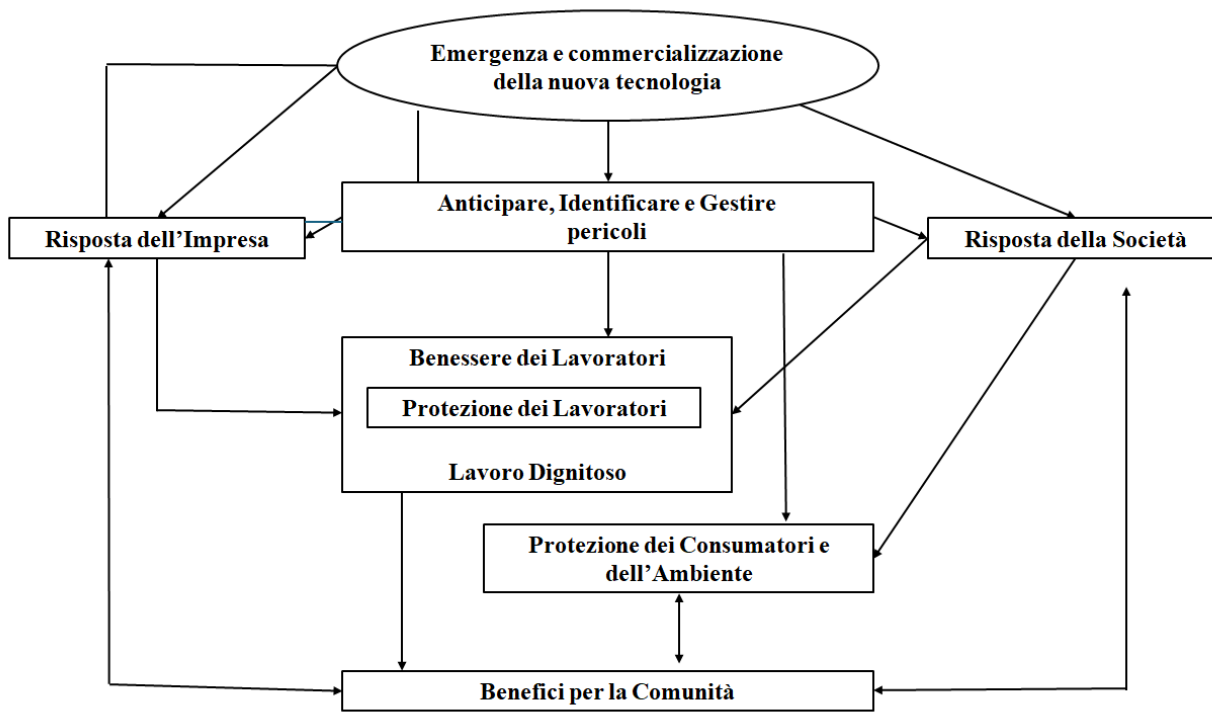 Emergenza e commercializzazione
della nuova tecnologia
Anticipare, Identificare e Gestire
pericoli
Risposta dell’Impresa
Risposta della Società
Benessere dei Lavoratori
Protezione dei Lavoratori
Lavoro Dignitoso
Protezione dei Consumatori e
dell’Ambiente
Benefici per la Comunità